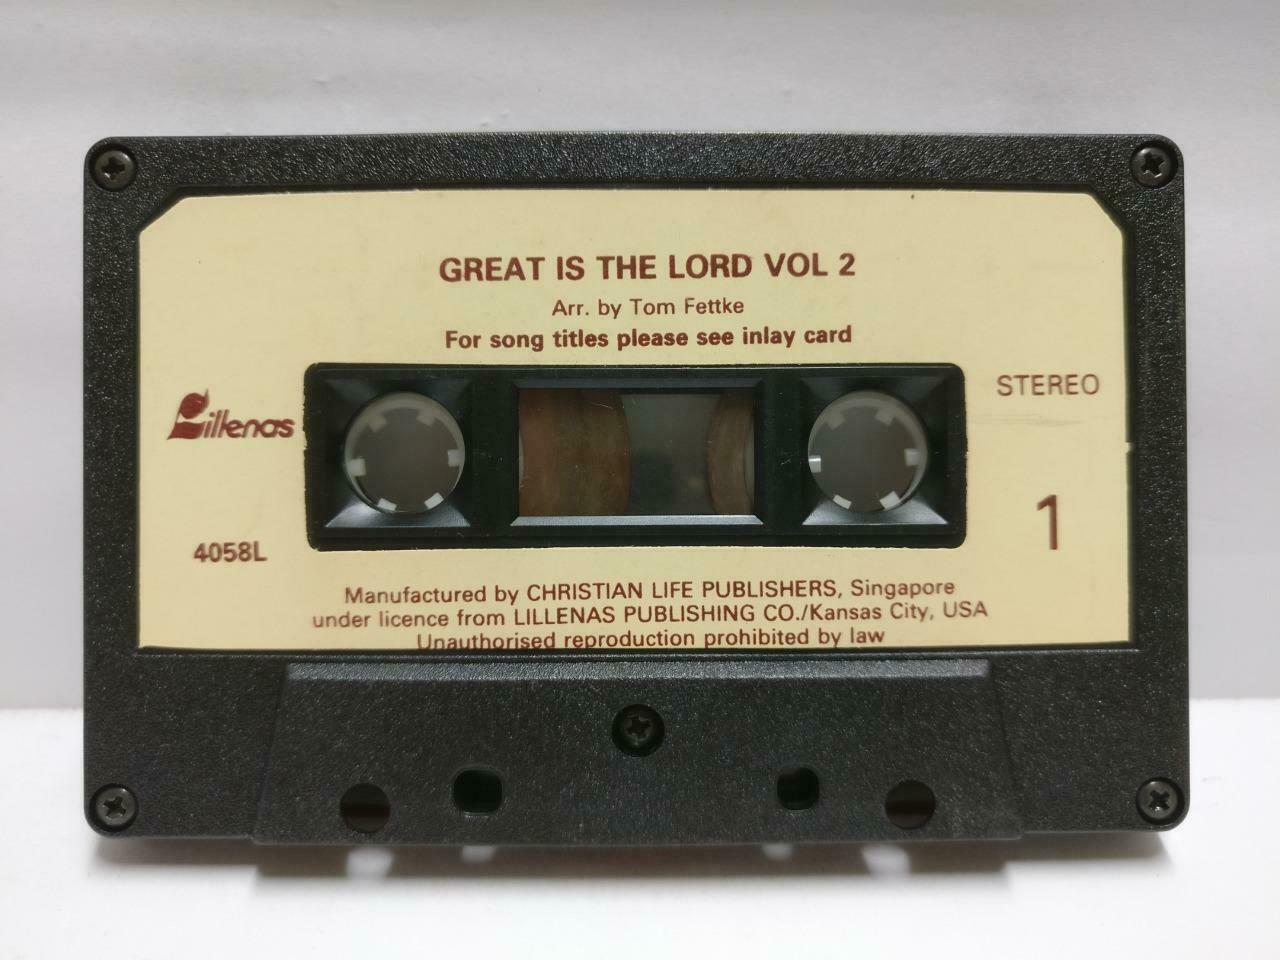 GREAT IS THE LORD VOL 2
Arr. by Tom Fettke
For song titles please see inlay card
Lillenas
STEREO
1
4058L
Manufactured by CHRISTIAN LIFE PUBLISHERS, Singapore
under licence from LILLENAS PUBLISHING CO./Kansas City, USA
Unauthorised reproduction prohibited by law